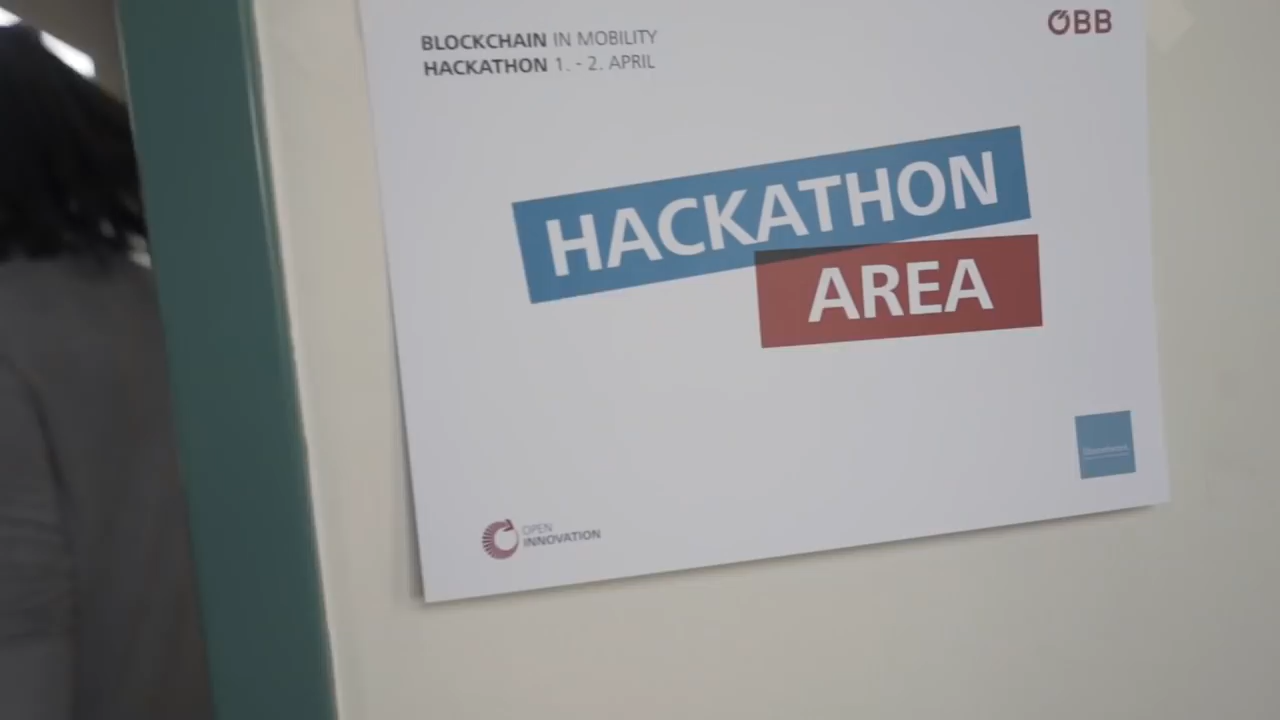 BLOCKCHAIN IN MOBILITY
HACKATHON 1. - 2. APRIL
ÖBB
HACKATHON
AREA
OPEN
INNOVATION